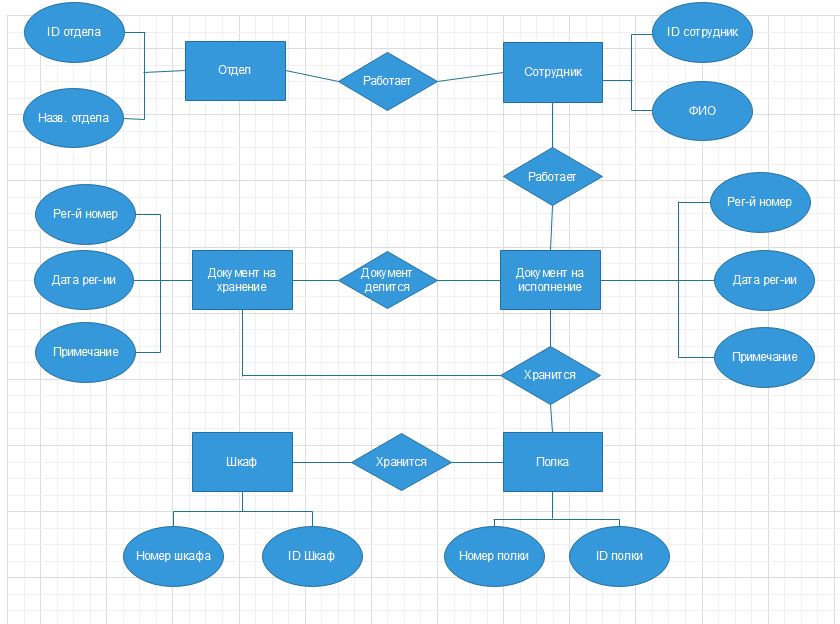 ID отдела
Отдел
Работает
Сотрудник
ID сотрудник
Назв. отдела
ФИО
Работает
Рег-й номер
Рег-й номер
Дата рег-ии
Документ на
хранение
Документ
делится
Документ на
исполнение
Дата рег-ии
Примечание
Хранится
Примечание
Шкаф
Хранится
Полка
Номер шкафа
ID Шкаф
Номер полки
ID полки